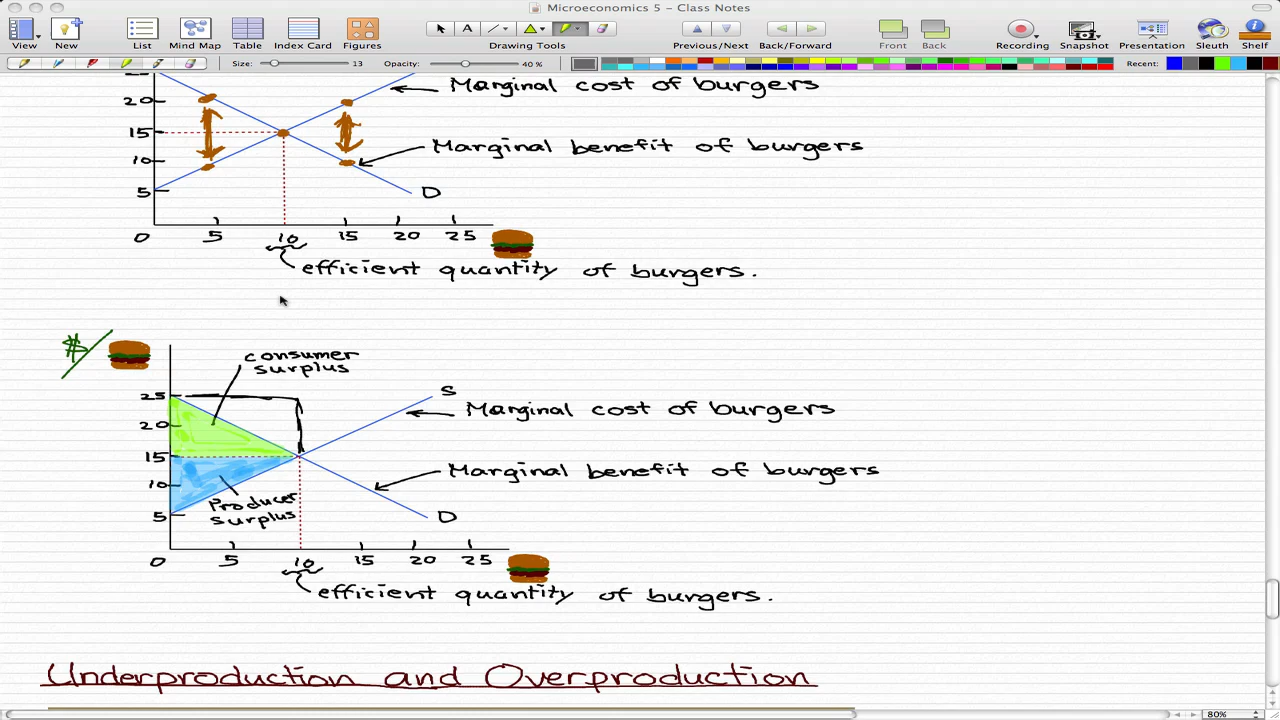 Microeconomics 5 - Class Notes
View New List Mind Map Table Index Card Figures Drawing Tools Previous/Next Back/Forward Front Back Recording Snapshot Presentation Sleuth Shelf
Size: 13 Opacity: 40 % Recent:
25
20
15
10
5
0 5 10 15 20 25
Marginal cost of burgers
Marginal benefit of burgers
D
efficient quantity of burgers.
$
consumer
surplus
25
20
15
10
5
0 5 10 15 20 25
S
Marginal cost of burgers
Marginal benefit of burgers
Producer
surplus
D
efficient quantity of burgers.
Underproduction and Overproduction
80%